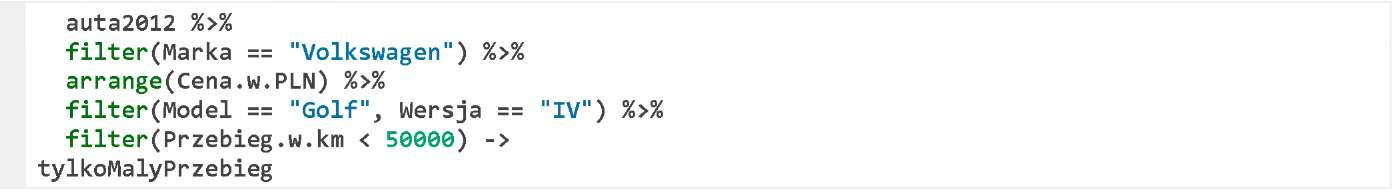 auta2012 %>%
filter(Marka == "Volkswagen") %>%
arrange(Cena.w.PLN) %>%
filter(Model == "Golf", Wersja == "IV") %>%
filter(Przebieg.w.km < 50000) ->
tylkoMalyPrzebieg